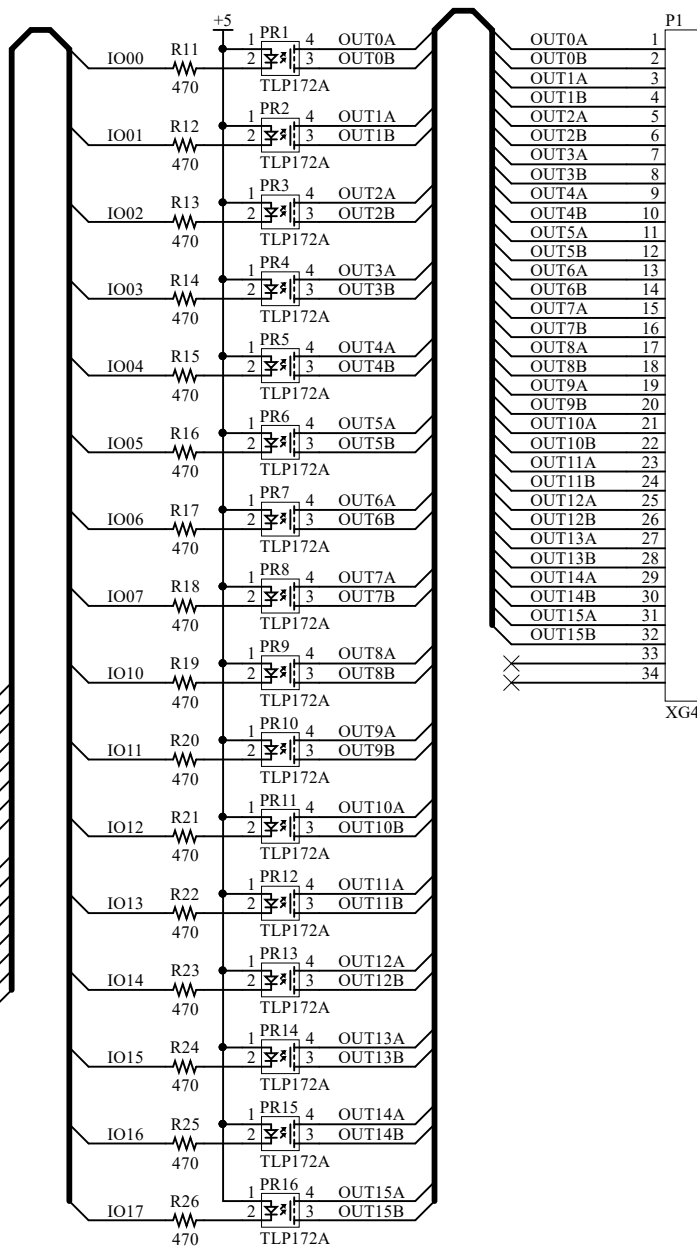 +5
P1
PR1
1 4 OUT0A
IO00 R11 2 3 OUT0B
470 TLP172A
PR2
1 4 OUT1A
IO01 R12 2 3 OUT1B
470 TLP172A
PR3
1 4 OUT2A
IO02 R13 2 3 OUT2B
470 TLP172A
PR4
1 4 OUT3A
IO03 R14 2 3 OUT3B
470 TLP172A
PR5
1 4 OUT4A
IO04 R15 2 3 OUT4B
470 TLP172A
PR6
1 4 OUT5A
IO05 R16 2 3 OUT5B
470 TLP172A
PR7
1 4 OUT6A
IO06 R17 2 3 OUT6B
470 TLP172A
PR8
1 4 OUT7A
IO07 R18 2 3 OUT7B
470 TLP172A
PR9
1 4 OUT8A
IO10 R19 2 3 OUT8B
470 TLP172A
PR10
1 4 OUT9A
IO11 R20 2 3 OUT9B
470 TLP172A
PR11
1 4 OUT10A
IO12 R21 2 3 OUT10B
470 TLP172A
PR12
1 4 OUT11A
IO13 R22 2 3 OUT11B
470 TLP172A
PR13
1 4 OUT12A
IO14 R23 2 3 OUT12B
470 TLP172A
PR14
1 4 OUT13A
IO15 R24 2 3 OUT13B
470 TLP172A
PR15
1 4 OUT14A
IO16 R25 2 3 OUT14B
470 TLP172A
PR16
1 4 OUT15A
IO17 R26 2 3 OUT15B
470 TLP172A
OUT0A 1
OUT0B 2
OUT1A 3
OUT1B 4
OUT2A 5
OUT2B 6
OUT3A 7
OUT3B 8
OUT4A 9
OUT4B 10
OUT5A 11
OUT5B 12
OUT6A 13
OUT6B 14
OUT7A 15
OUT7B 16
OUT8A 17
OUT8B 18
OUT9A 19
OUT9B 20
OUT10A 21
OUT10B 22
OUT11A 23
OUT11B 24
OUT12A 25
OUT12B 26
OUT13A 27
OUT13B 28
OUT14A 29
OUT14B 30
OUT15A 31
OUT15B 32
33
34
XG4